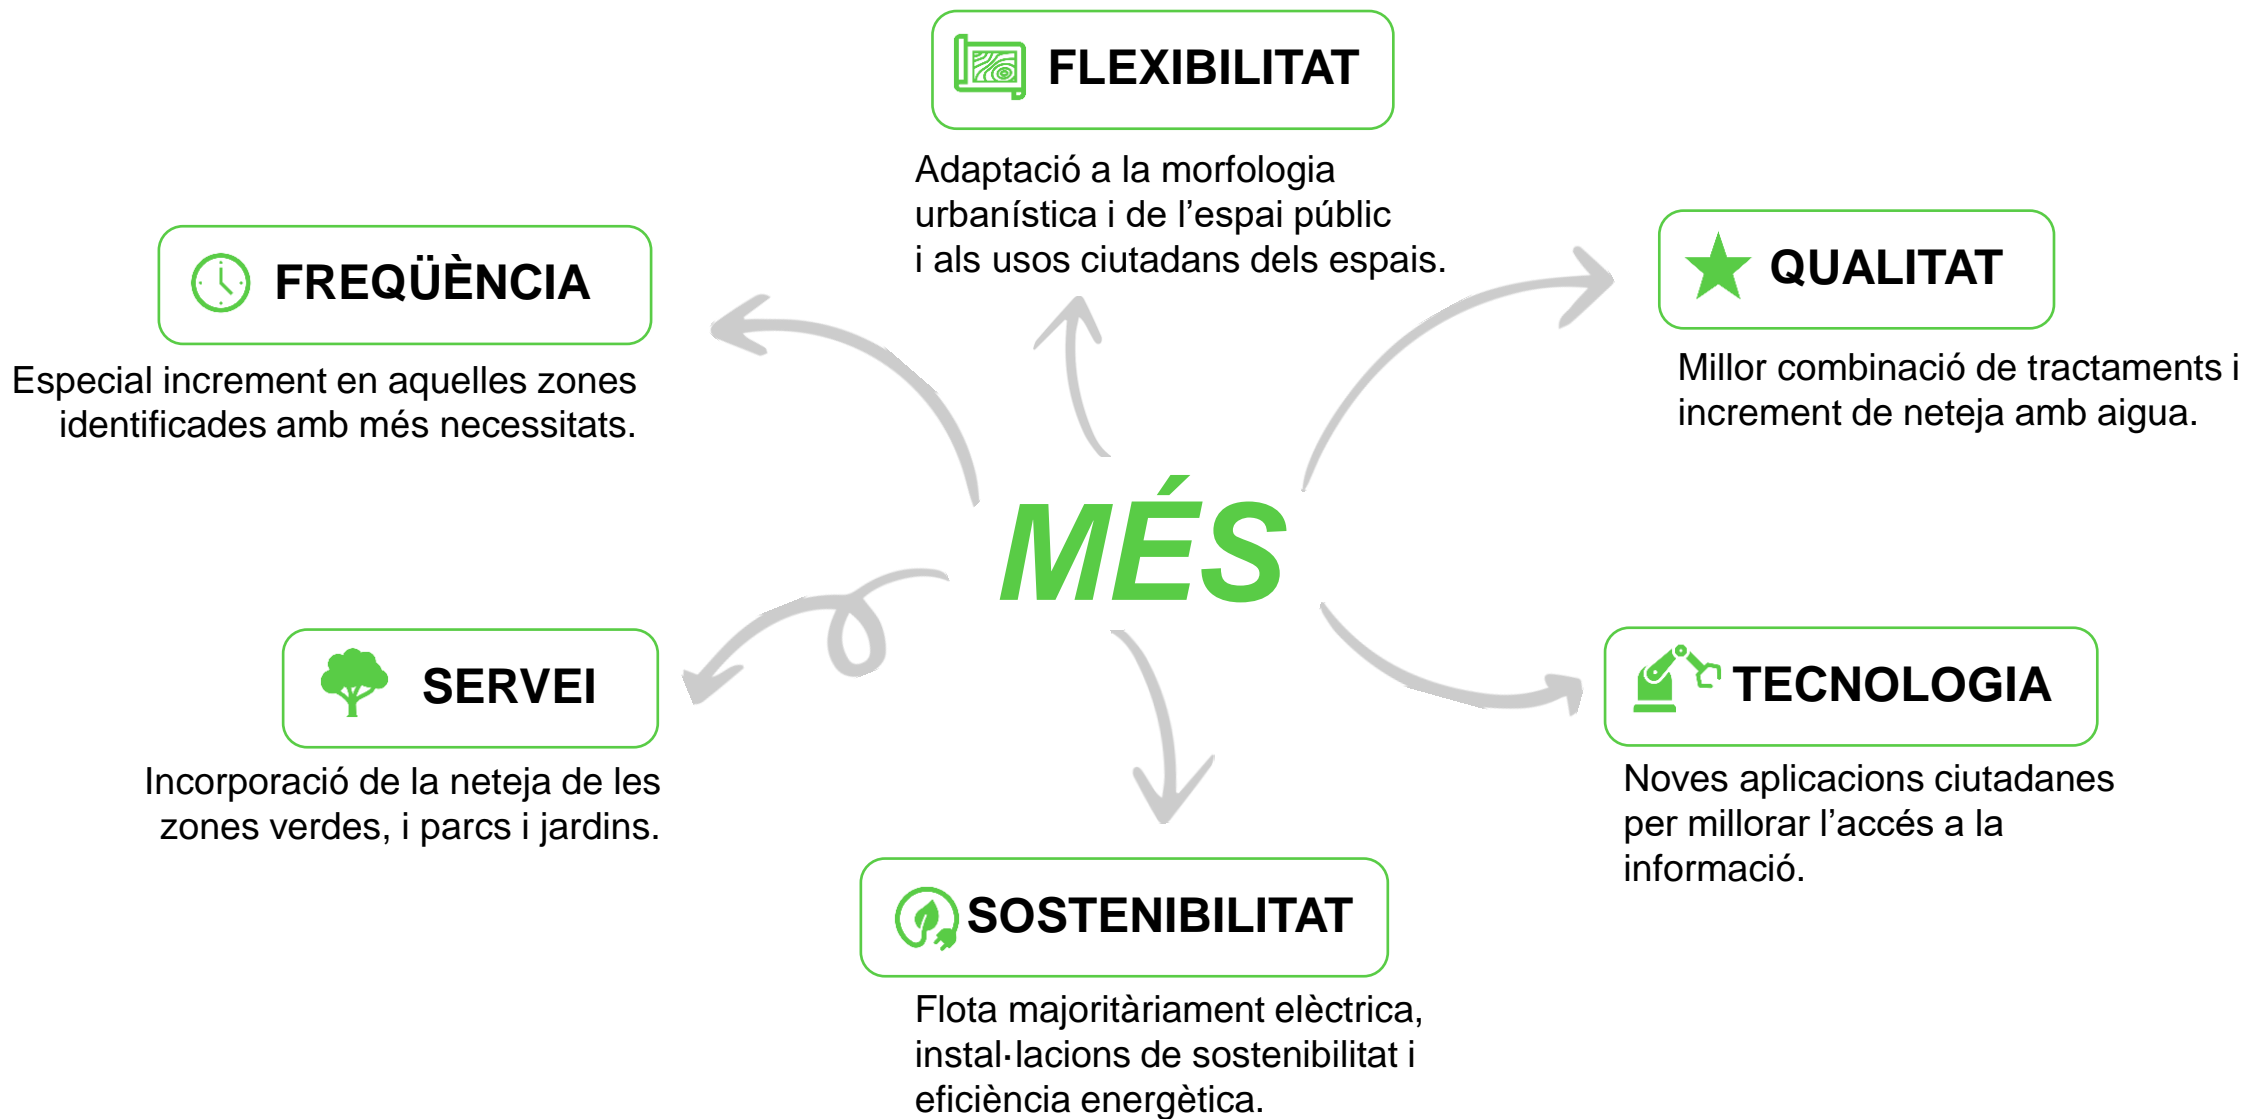 FLEXIBILITAT
Adaptació a la morfologia
urbanística i de l’espai públic
i als usos ciutadans dels espais.
FREQÜÈNCIA
Especial increment en aquelles zones
identificades amb més necessitats.
QUALITAT
Millor combinació de tractaments i
increment de neteja amb aigua.
MÉS
SERVEI
Incorporació de la neteja de les
zones verdes, i parcs i jardins.
TECNOLOGIA
Noves aplicacions ciutadanes
per millorar l’accés a la
informació.
SOSTENIBILITAT
Flota majoritàriament elèctrica,
instal·lacions de sostenibilitat i
eficiència energètica.